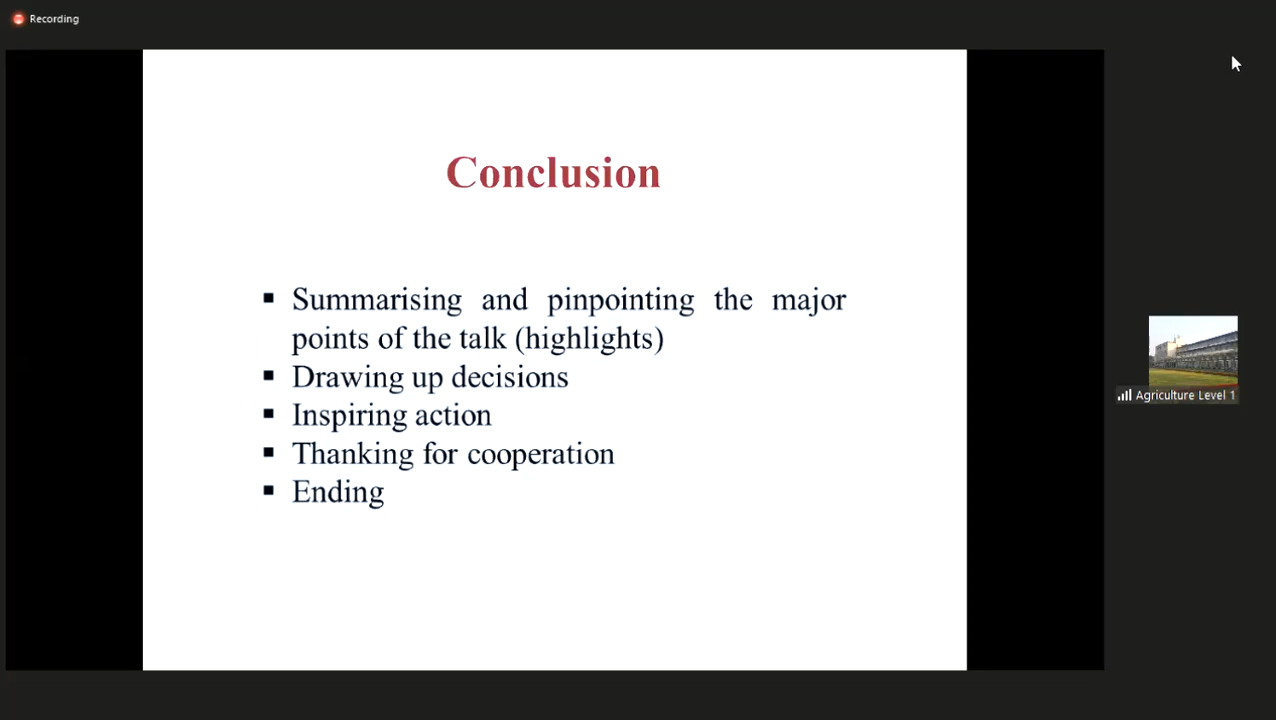 Recording
Conclusion
▪ Summarising and pinpointing the major
points of the talk (highlights)
▪ Drawing up decisions
▪ Inspiring action
▪ Thanking for cooperation
▪ Ending
Agriculture Level 1